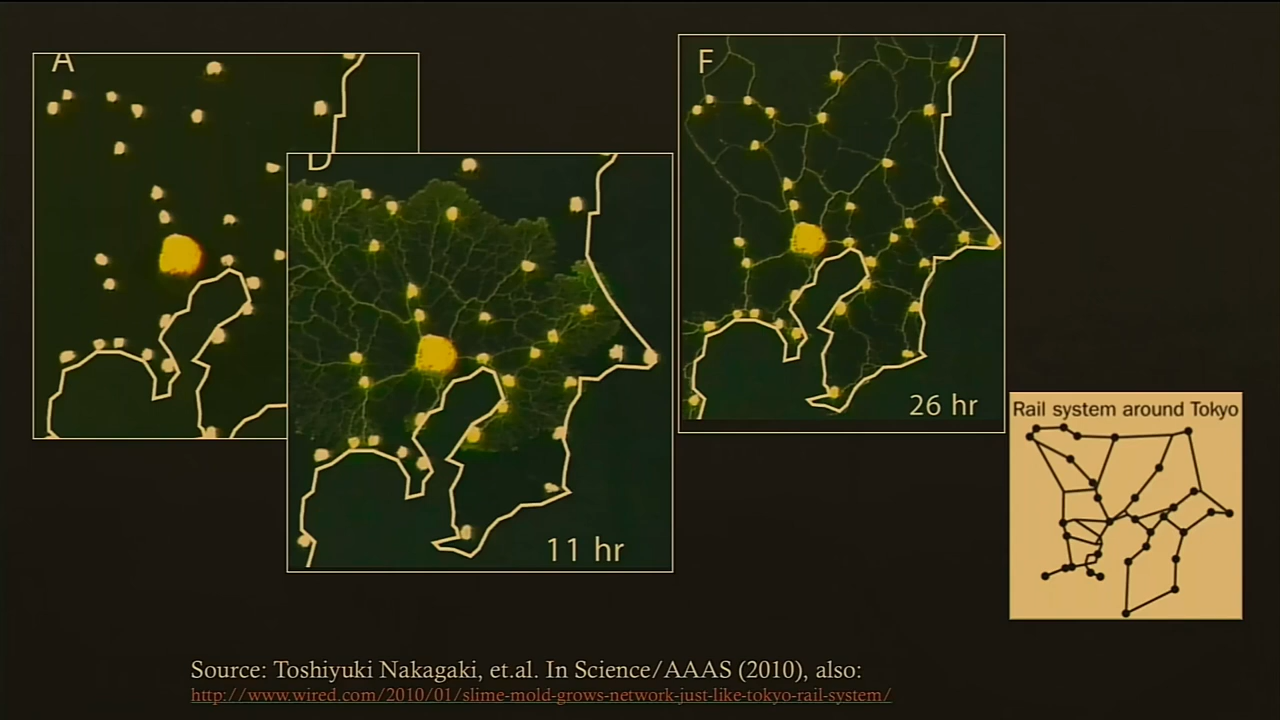 A
D
11 hr
F
26 hr
Rail system around Tokyo
Source: Toshiyuki Nakagaki, et.al. In Science/AAAS (2010), also:
http://www.wired.com/2010/01/slime-mold-grows-network-just-like-tokyo-rail-system/